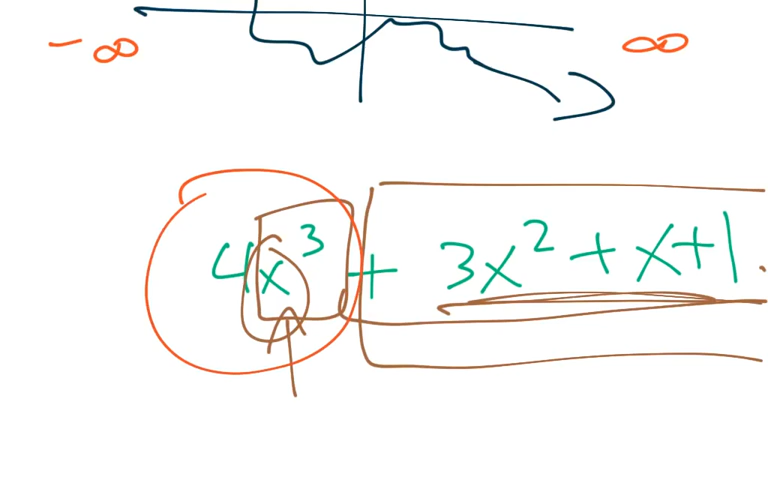 -∞ ∞
4x³ + 3x² + x+1